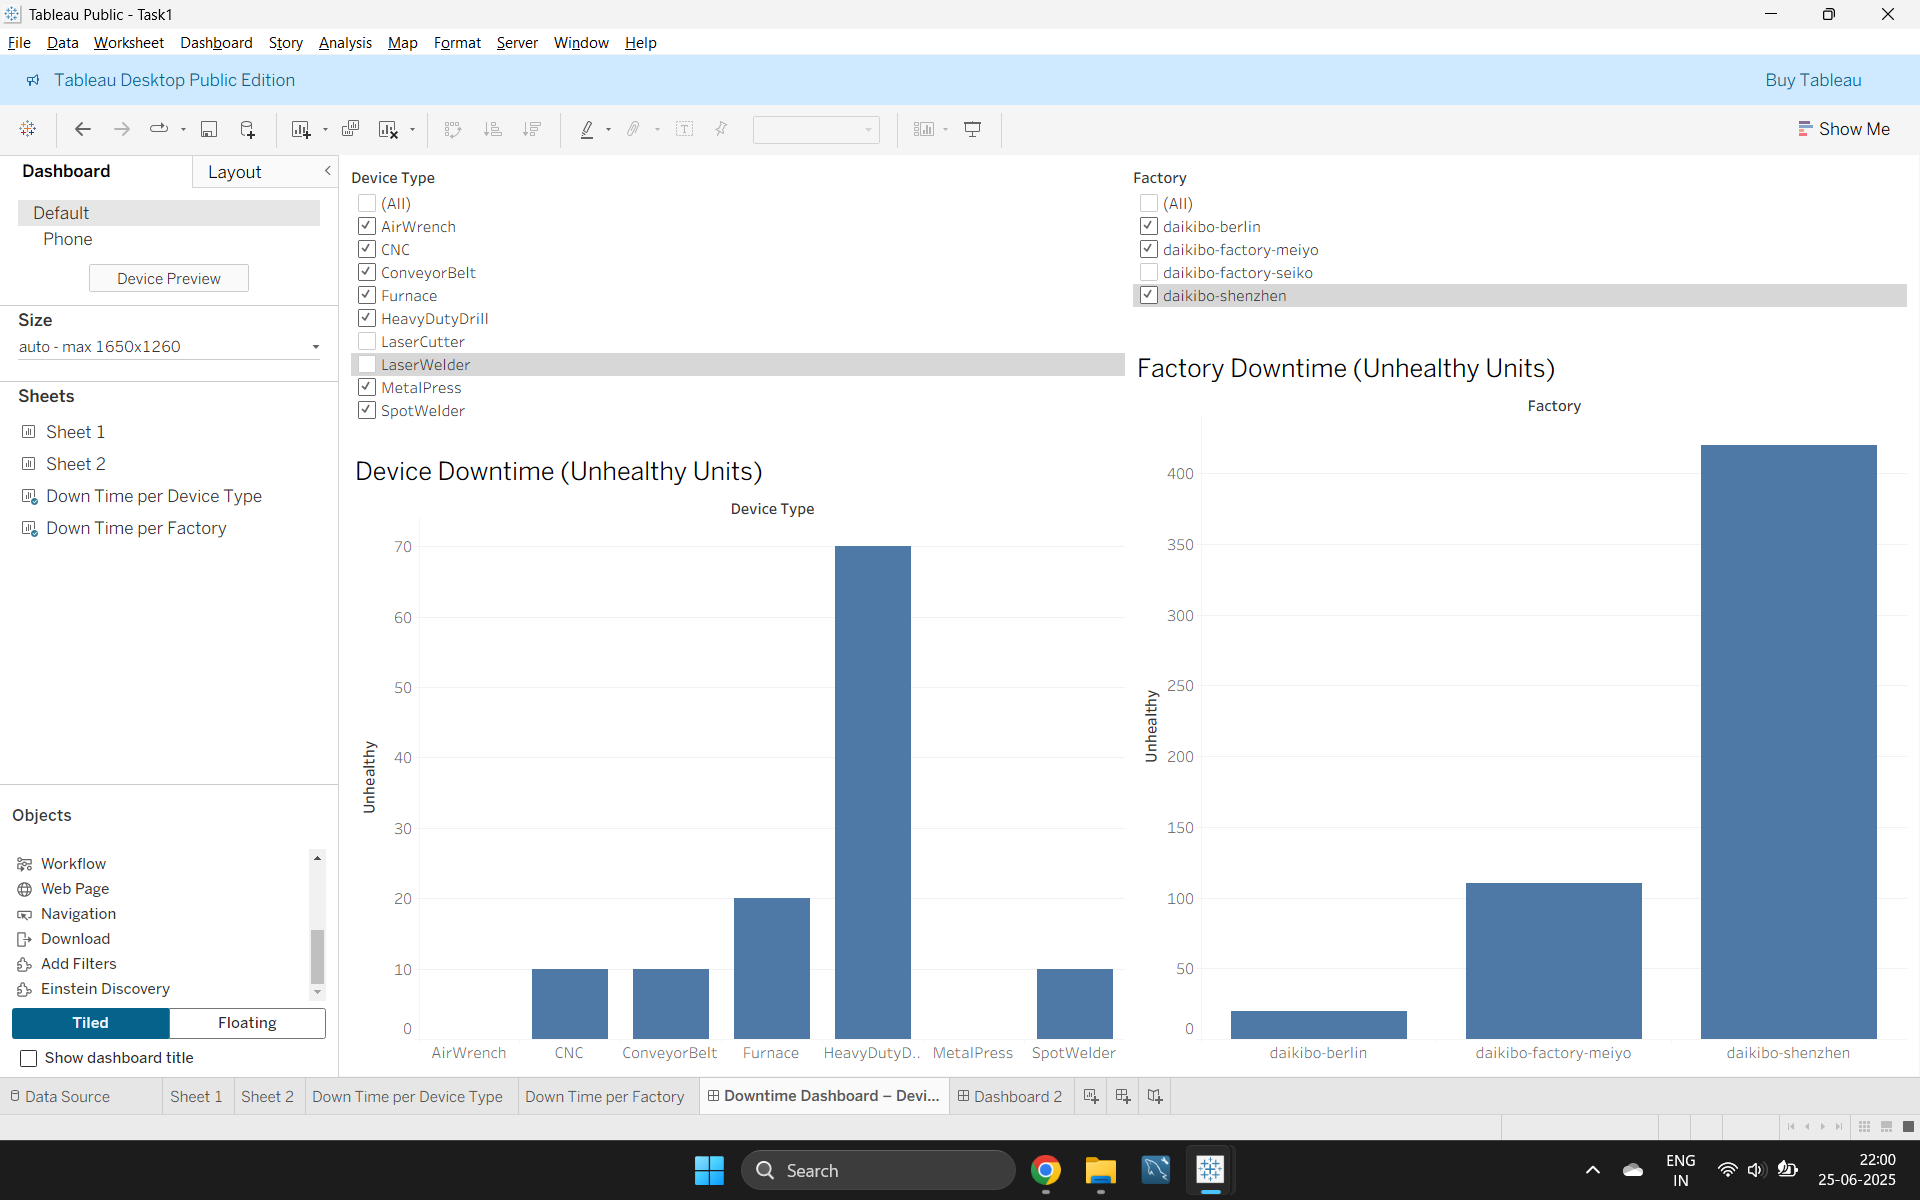 Tableau Public - Task1
File Data Worksheet Dashboard Story Analysis Map Format Server Window Help
Tableau Desktop Public Edition
Buy Tableau
Show Me
Dashboard
Layout
Default
Phone
Device Preview
Size
auto - max 1650x1260
Sheets
Sheet 1
Sheet 2
Down Time per Device Type
Down Time per Factory
Objects
Workflow
Web Page
Navigation
Download
Add Filters
Einstein Discovery
Tiled
Floating
Show dashboard title
Device Type
(All)
AirWrench
CNC
ConveyorBelt
Furnace
HeavyDutyDrill
LaserCutter
LaserWelder
MetalPress
SpotWelder
Device Downtime (Unhealthy Units)
Device Type
Unhealthy
70
60
50
40
30
20
10
0
AirWrench CNC ConveyorBelt Furnace HeavyDutyD.. MetalPress SpotWelder
Factory
(All)
daikibo-berlin
daikibo-factory-meiyo
daikibo-factory-seiko
daikibo-shenzhen
Factory Downtime (Unhealthy Units)
Factory
Unhealthy
400
350
300
250
200
150
100
50
0
daikibo-berlin daikibo-factory-meiyo daikibo-shenzhen
Data Source Sheet 1 Sheet 2 Down Time per Device Type Down Time per Factory Downtime Dashboard – Devi... Dashboard 2
Search
ENG
IN
22:00
25-06-2025